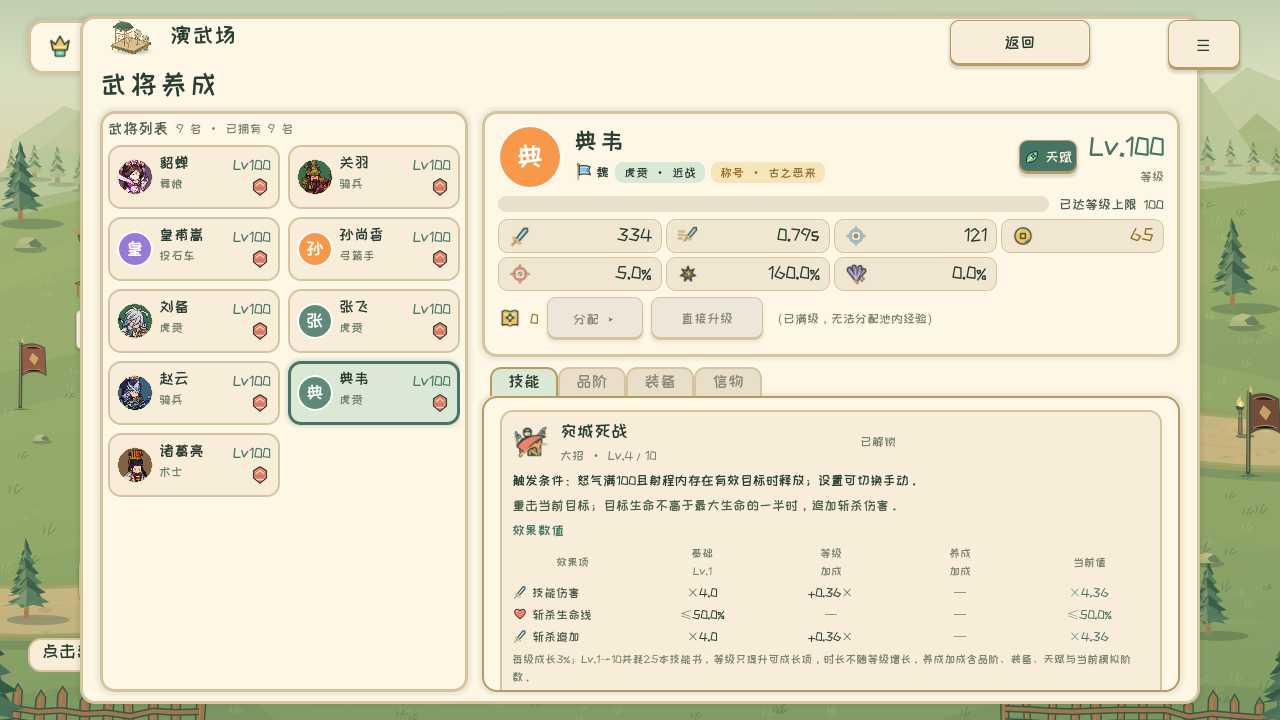 演武场
返回
☰
武将养成
武将列表 9 名 · 已拥有 9 名
貂蝉 Lv100
舞娘
关羽 Lv100
骑兵
皇 皇甫嵩 Lv100
投石车
孙 孙尚香 Lv100
弓箭手
刘备 Lv100
虎贲
张 张飞 Lv100
虎贲
赵云 Lv100
骑兵
典 典韦 Lv100
虎贲
诸葛亮 Lv100
术士
典 典韦
魏 虎贲 · 近战 称号 · 古之恶来
天赋 Lv.100
等级
已达等级上限 100
334 0.795 121 65
5.0% 160.0% 0.0%
0 分配 ▸ 直接升级 (已满级，无法分配池内经验)
技能 品阶 装备 信物
宛城死战
大招 · Lv.4 / 10
已解锁
触发条件：怒气满100且射程内存在有效目标时释放；设置可切换手动。
重击当前目标；目标生命不高于最大生命的一半时，追加斩杀伤害。
效果数值
效果项 基础 Lv.1 等级 加成 养成 加成 当前值
技能伤害 ×4.0 +0.36× — ×4.36
斩杀生命线 ≤50.0% — — ≤50.0%
斩杀追加 ×4.0 +0.36× — ×4.36
每级成长3%；Lv.1→10共耗25本技能书。等级只提升可成长项，时长不随等级增长。养成加成含品阶、装备、天赋与当前模拟阶
数。
点击